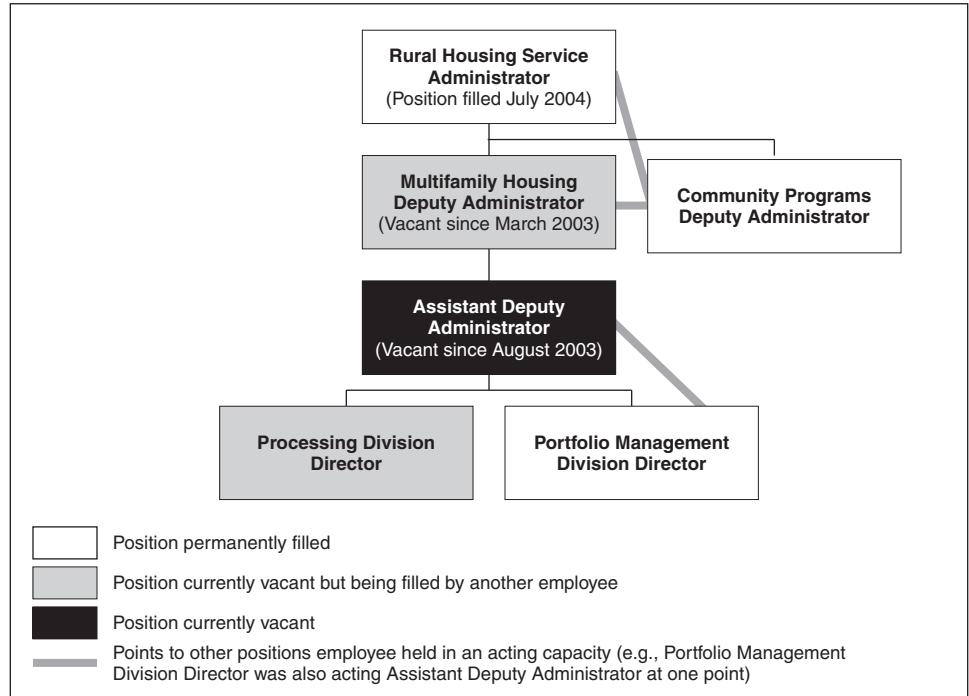 Rural Housing Service
Administrator
(Position filled July 2004)
Multifamily Housing
Deputy Administrator
(Vacant since March 2003)
Community Programs
Deputy Administrator
Assistant Deputy
Administrator
(Vacant since August 2003)
Processing Division
Director
Portfolio Management
Division Director
Position permanently filled
Position currently vacant but being filled by another employee
Position currently vacant
Points to other positions employee held in an acting capacity (e.g., Portfolio Management
Division Director was also acting Assistant Deputy Administrator at one point)